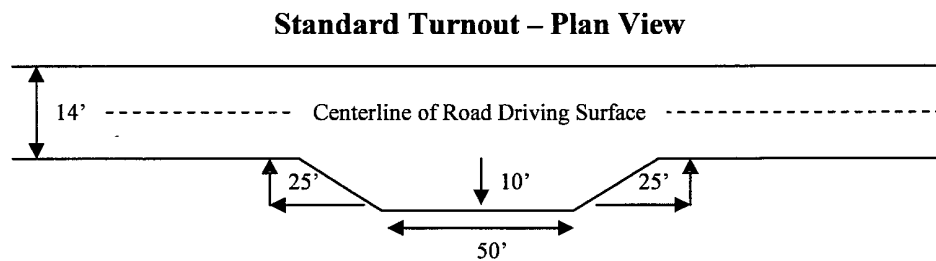 Standard Turnout – Plan View
14’
Centerline of Road Driving Surface
25’
10’
25’
50’